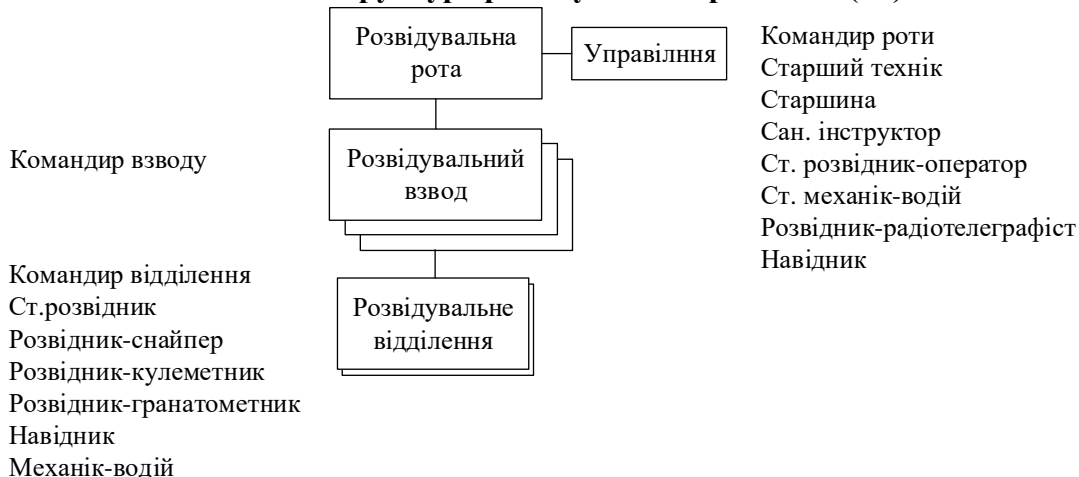 Розвідувальна
рота
Управілння
Командир роти
Старший технік
Старшина
Сан. інструктор
Ст. розвідник-оператор
Ст. механік-водій
Розвідник-радіотелеграфіст
Навідник
Командир взводу
Розвідувальний
взвод
Командир відділення
Ст.розвідник
Розвідник-снайпер
Розвідник-кулеметник
Розвідник-гранатометник
Навідник
Механік-водій
Розвідувальне
відділення